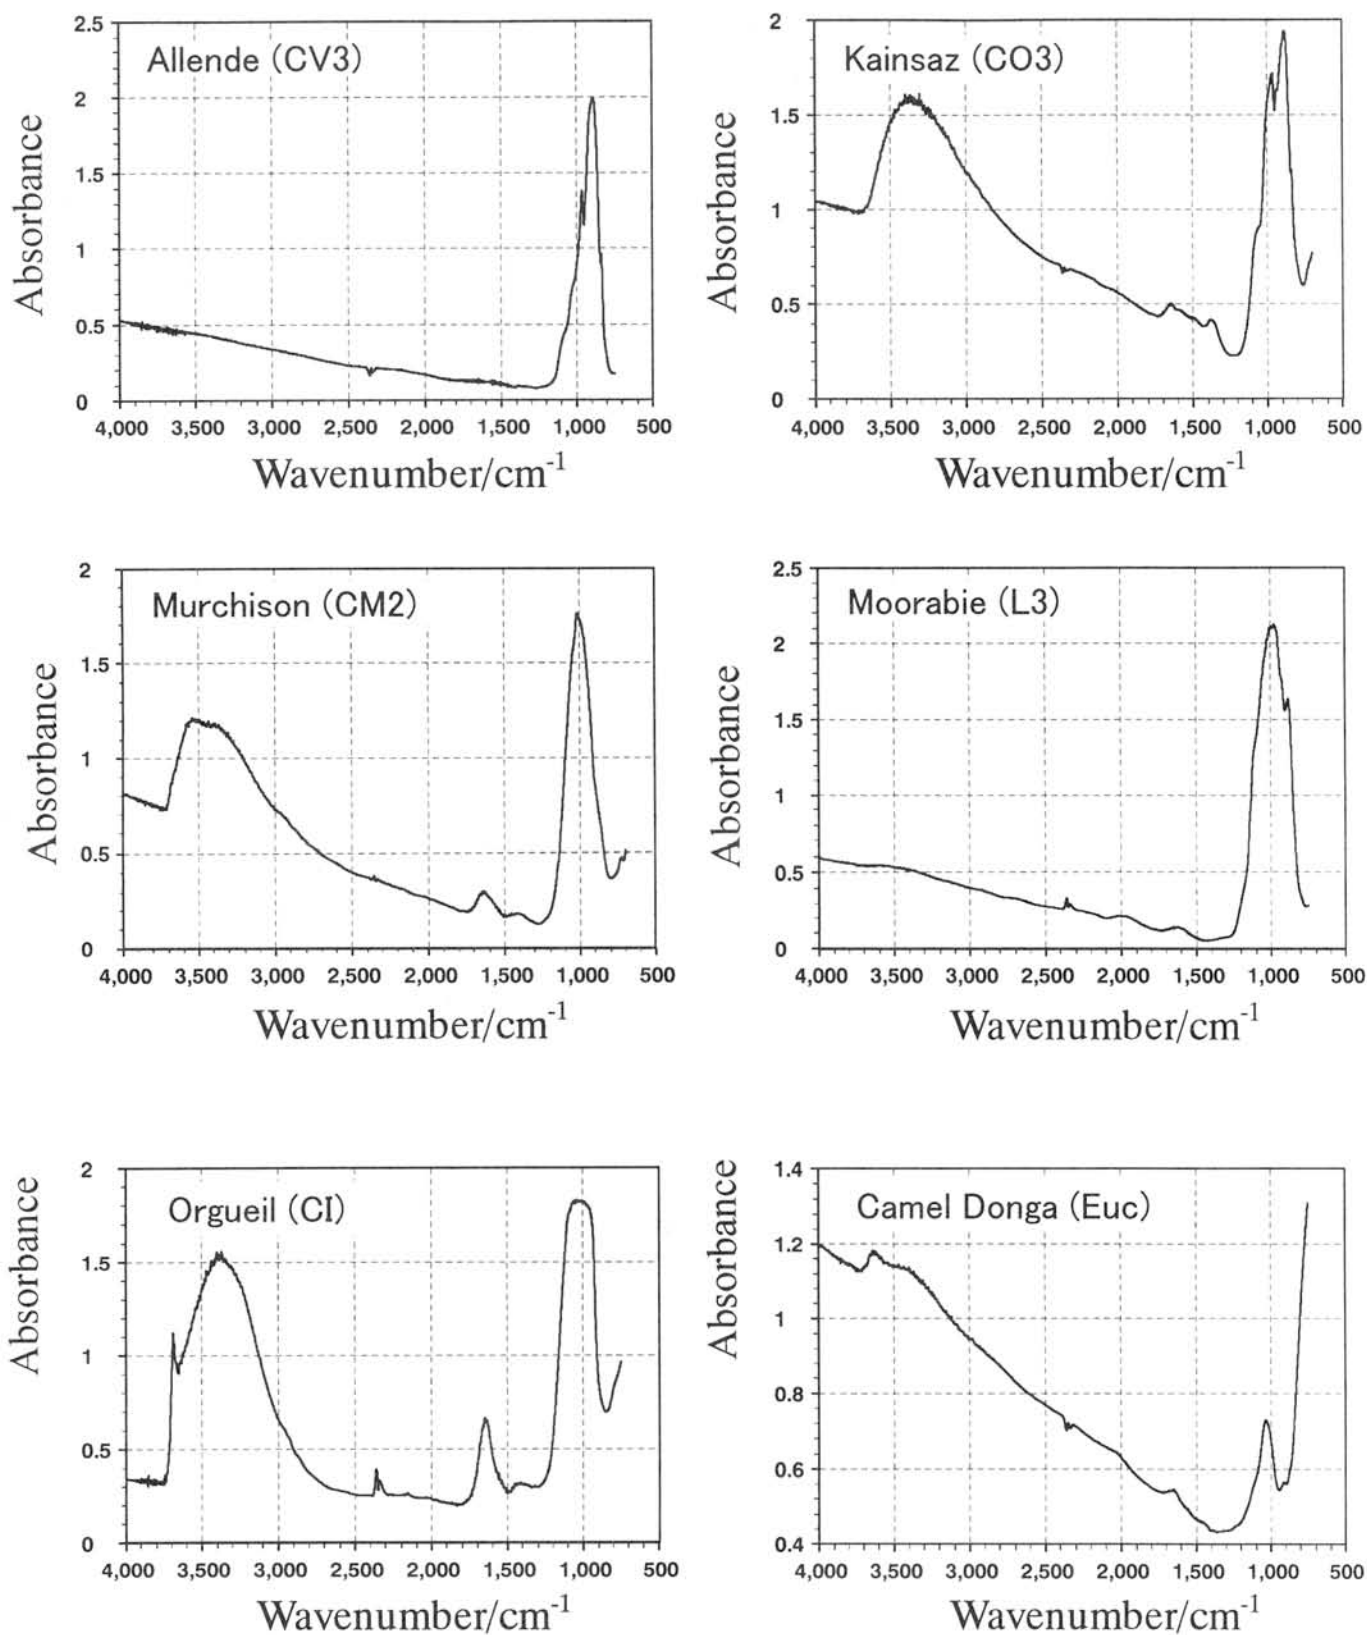 Allende (CV3)
Absorbance
2.5
2
1.5
1
0.5
0
4,000 3,500 3,000 2,500 2,000 1,500 1,000 500
Wavenumber/cm-1
Kainsaz (CO3)
Absorbance
2
1.5
1
0.5
0
4,000 3,500 3,000 2,500 2,000 1,500 1,000 500
Wavenumber/cm-1
Murchison (CM2)
Absorbance
2
1.5
1
0.5
0
4,000 3,500 3,000 2,500 2,000 1,500 1,000 500
Wavenumber/cm-1
Moorabie (L3)
Absorbance
2.5
2
1.5
1
0.5
0
4,000 3,500 3,000 2,500 2,000 1,500 1,000 500
Wavenumber/cm-1
Orgueil (CI)
Absorbance
2
1.5
1
0.5
0
4,000 3,500 3,000 2,500 2,000 1,500 1,000 500
Wavenumber/cm-1
Camel Donga (Euc)
Absorbance
1.4
1.2
1
0.8
0.6
0.4
4,000 3,500 3,000 2,500 2,000 1,500 1,000 500
Wavenumber/cm-1